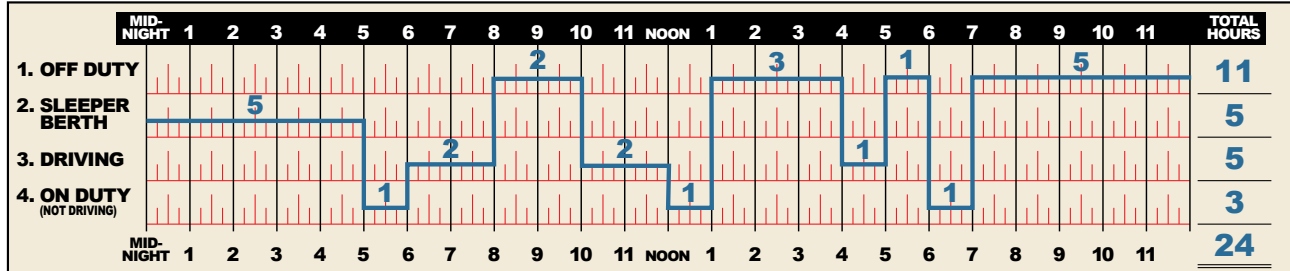 MID-NIGHT 1 2 3 4 5 6 7 8 9 10 11 NOON 1 2 3 4 5 6 7 8 9 10 11 TOTAL HOURS
1. OFF DUTY 2 3 1 5 11
2. SLEEPER BERTH 5 5
3. DRIVING 2 2 1 5
4. ON DUTY (NOT DRIVING) 1 1 1 3
MID-NIGHT 1 2 3 4 5 6 7 8 9 10 11 NOON 1 2 3 4 5 6 7 8 9 10 11 24